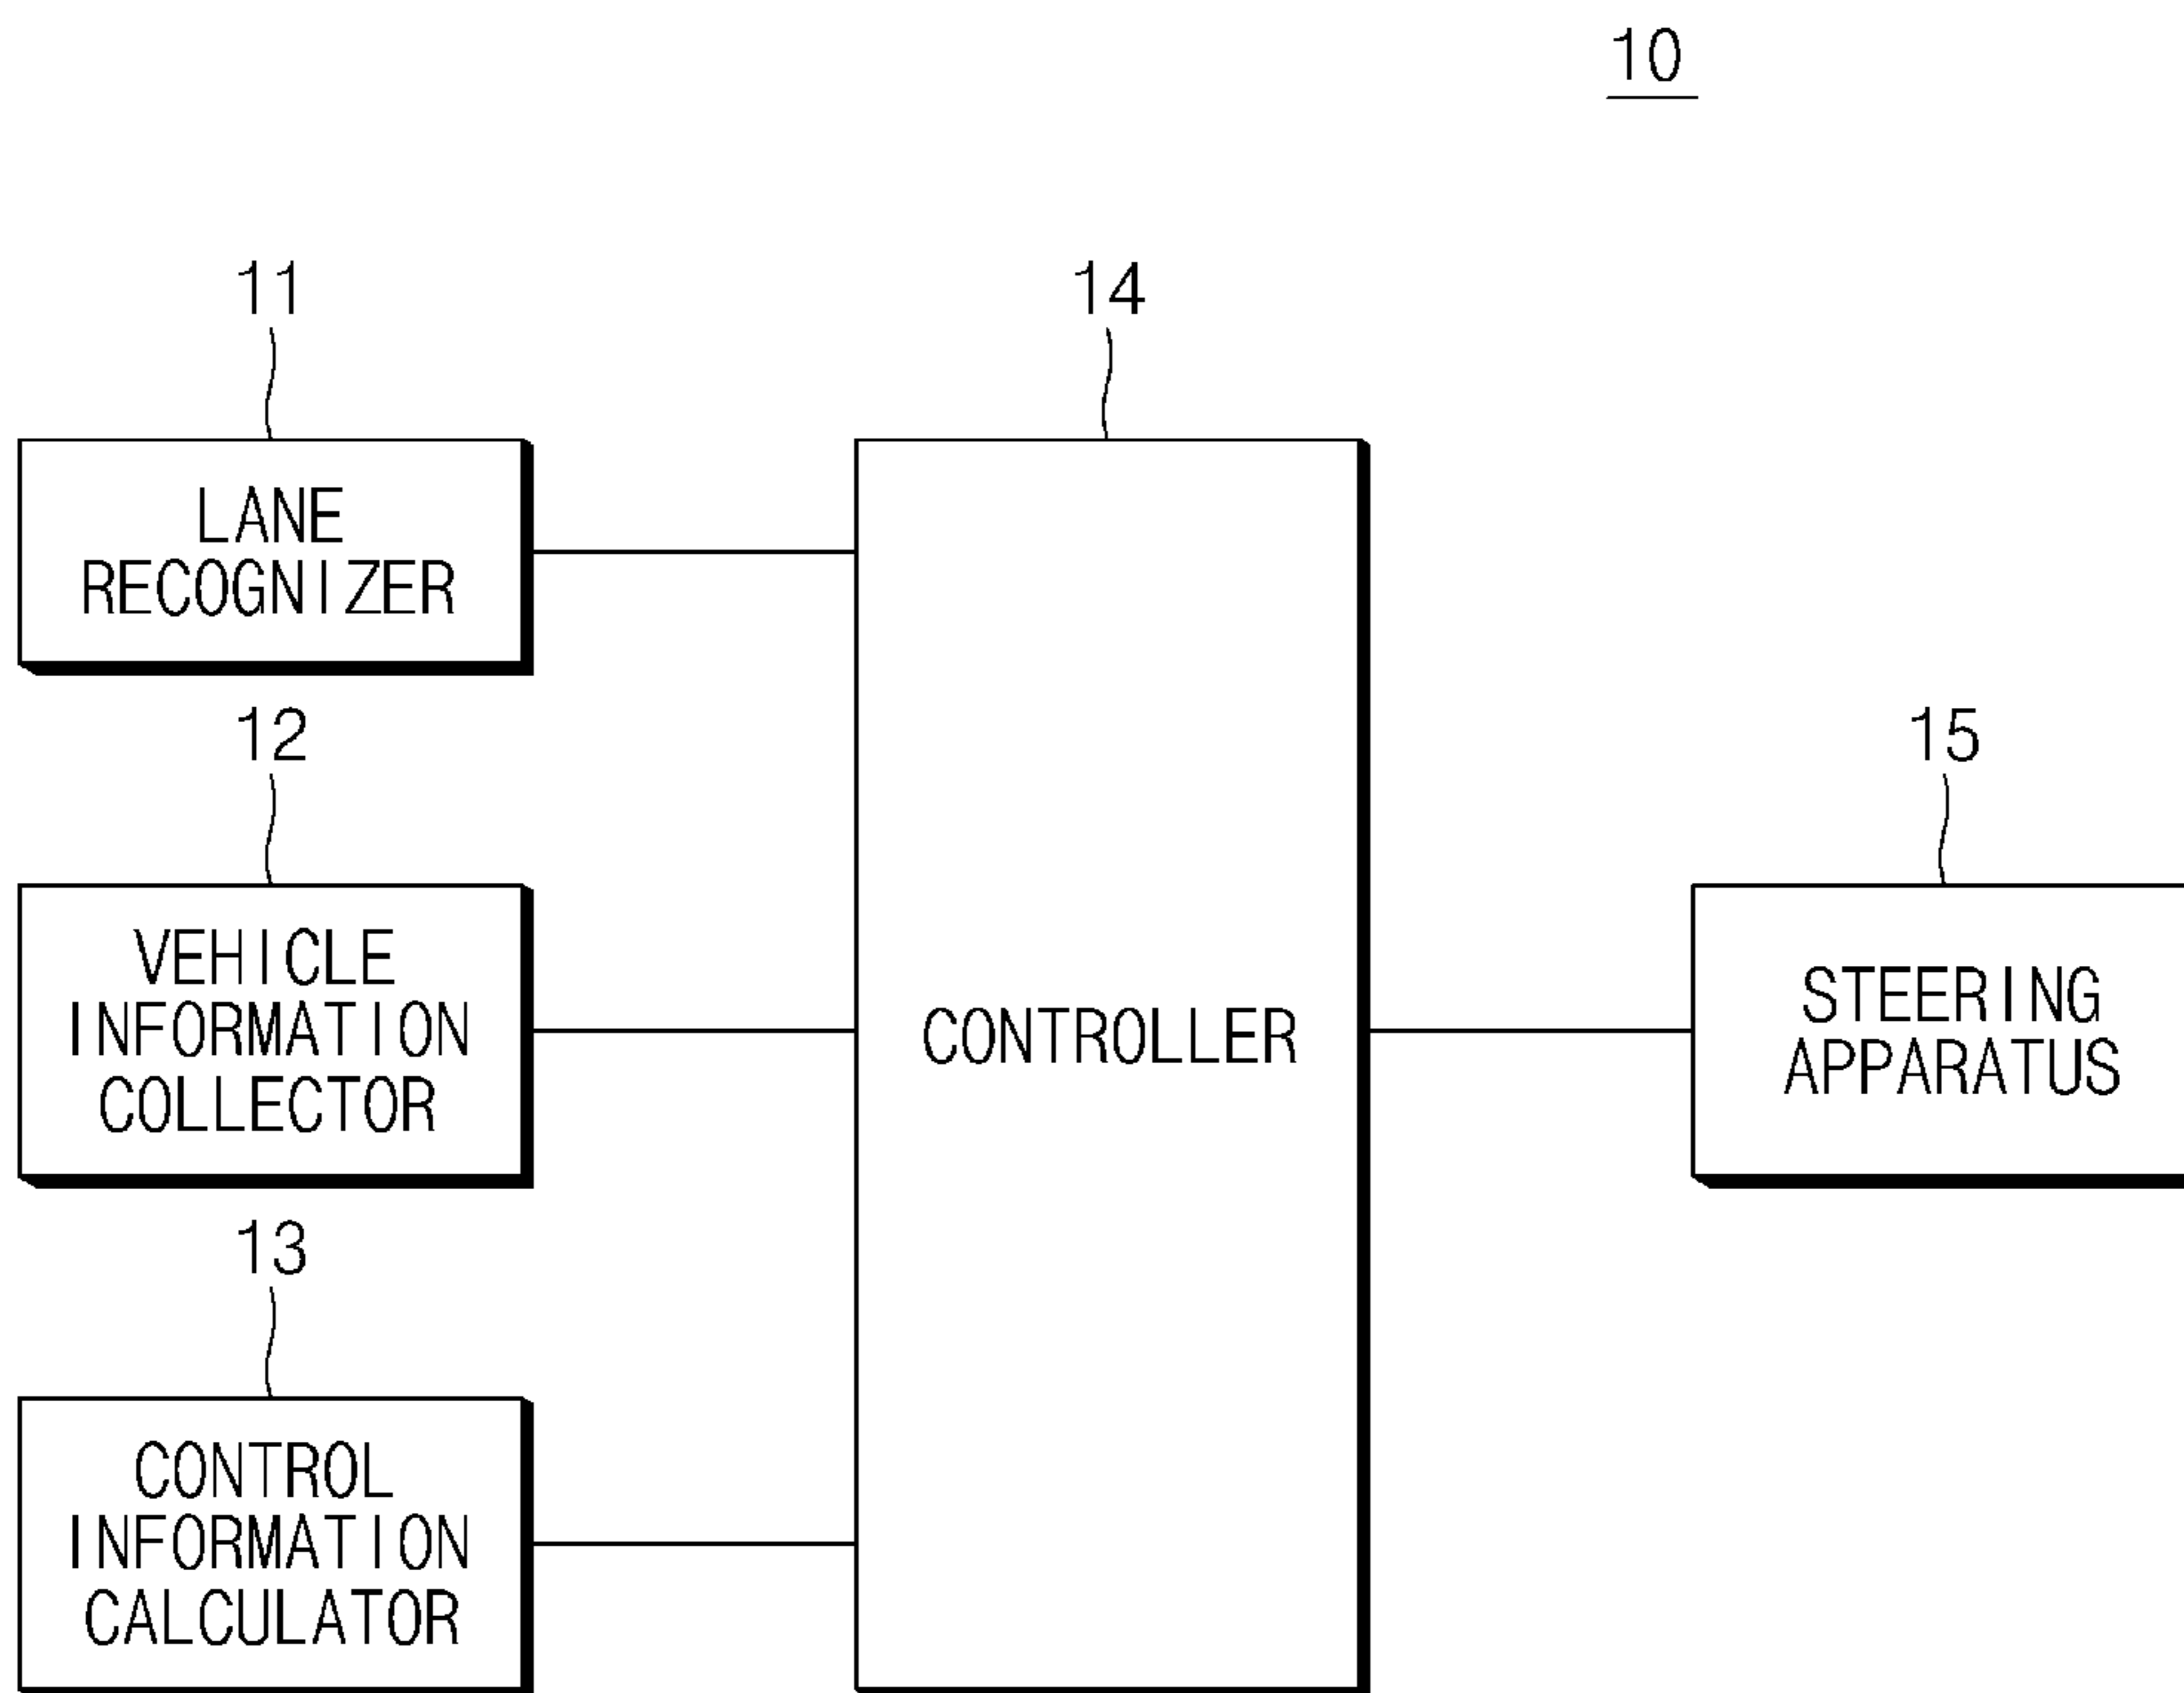 10
11
LANE
RECOGNIZER
12
VEHICLE
INFORMATION
COLLECTOR
13
CONTROL
INFORMATION
CALCULATOR
14
CONTROLLER
15
STEERING
APPARATUS